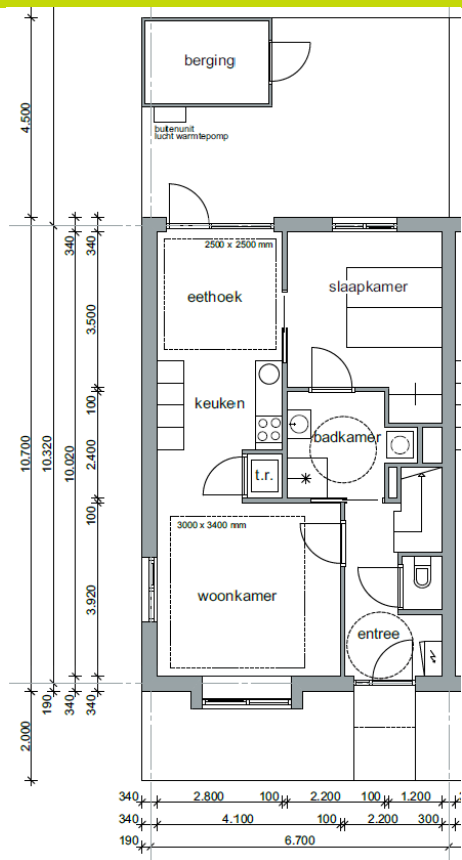 berging
buitenunit
lucht warmtepomp
2500 x 2500 mm
eethoek
slaapkamer
keuken
badkamer
t.r.
3000 x 3400 mm
woonkamer
entree
4.500
10.700
2.000
10.320
190
340
10.020
340
340
3.500
100
2.400
100
3.920
340
340 2.800 100 2.200 100 1.200
340 4.100 100 2.200 300
190 6.700